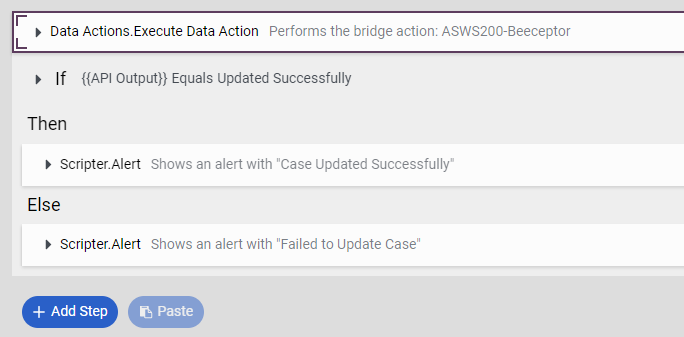 Data Actions.Execute Data Action Performs the bridge action: ASWS200-Beeceptor
If {{API Output}} Equals Updated Successfully
Then
Scripter.Alert Shows an alert with "Case Updated Successfully"
Else
Scripter.Alert Shows an alert with "Failed to Update Case"
+ Add Step Paste